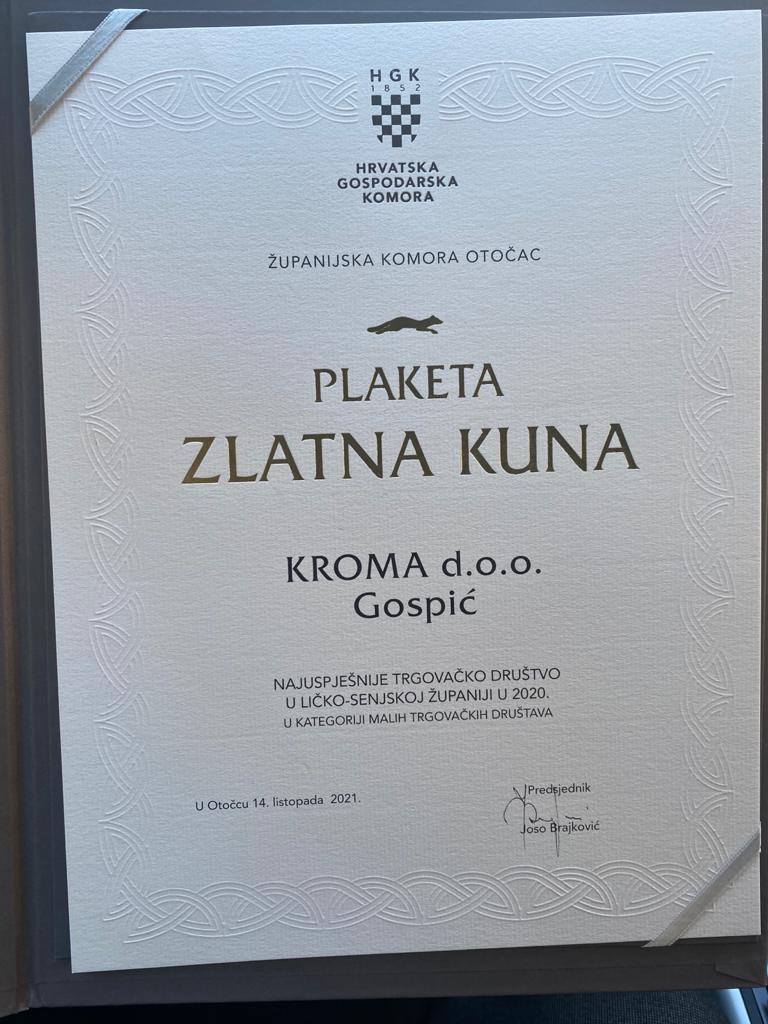 HGK
1852
HRVATSKA
GOSPODARSKA
KOMORA
ŽUPANIJSKA KOMORA OTOČAC
PLAKETA
ZLATNA KUNA
KROMA d.o.o.
Gospić
NAJUSPJEŠNIJE TRGOVAČKO DRUŠTVO
U LIČKO-SENJSKOJ ŽUPANIJI U 2020.
U KATEGORIJI MALIH TRGOVAČKIH DRUŠTAVA
U Otočcu 14. listopada 2021.
Predsjednik
Joso Brajković